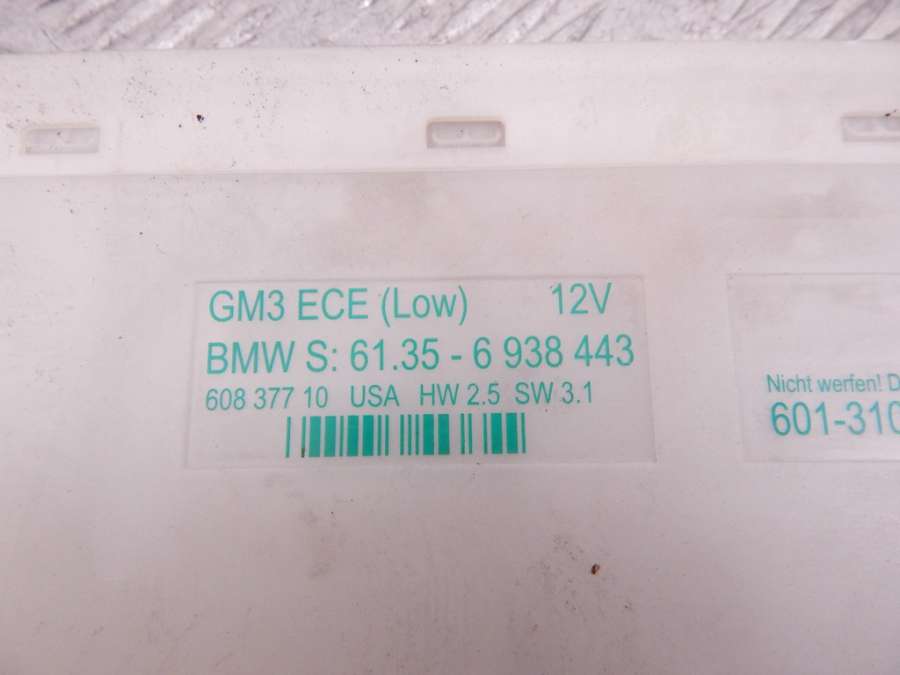 GM3 ECE (Low) 12V
BMW S: 61.35 - 6 938 443
608 377 10 USA HW 2.5 SW 3.1
Nicht werfen!
601-310